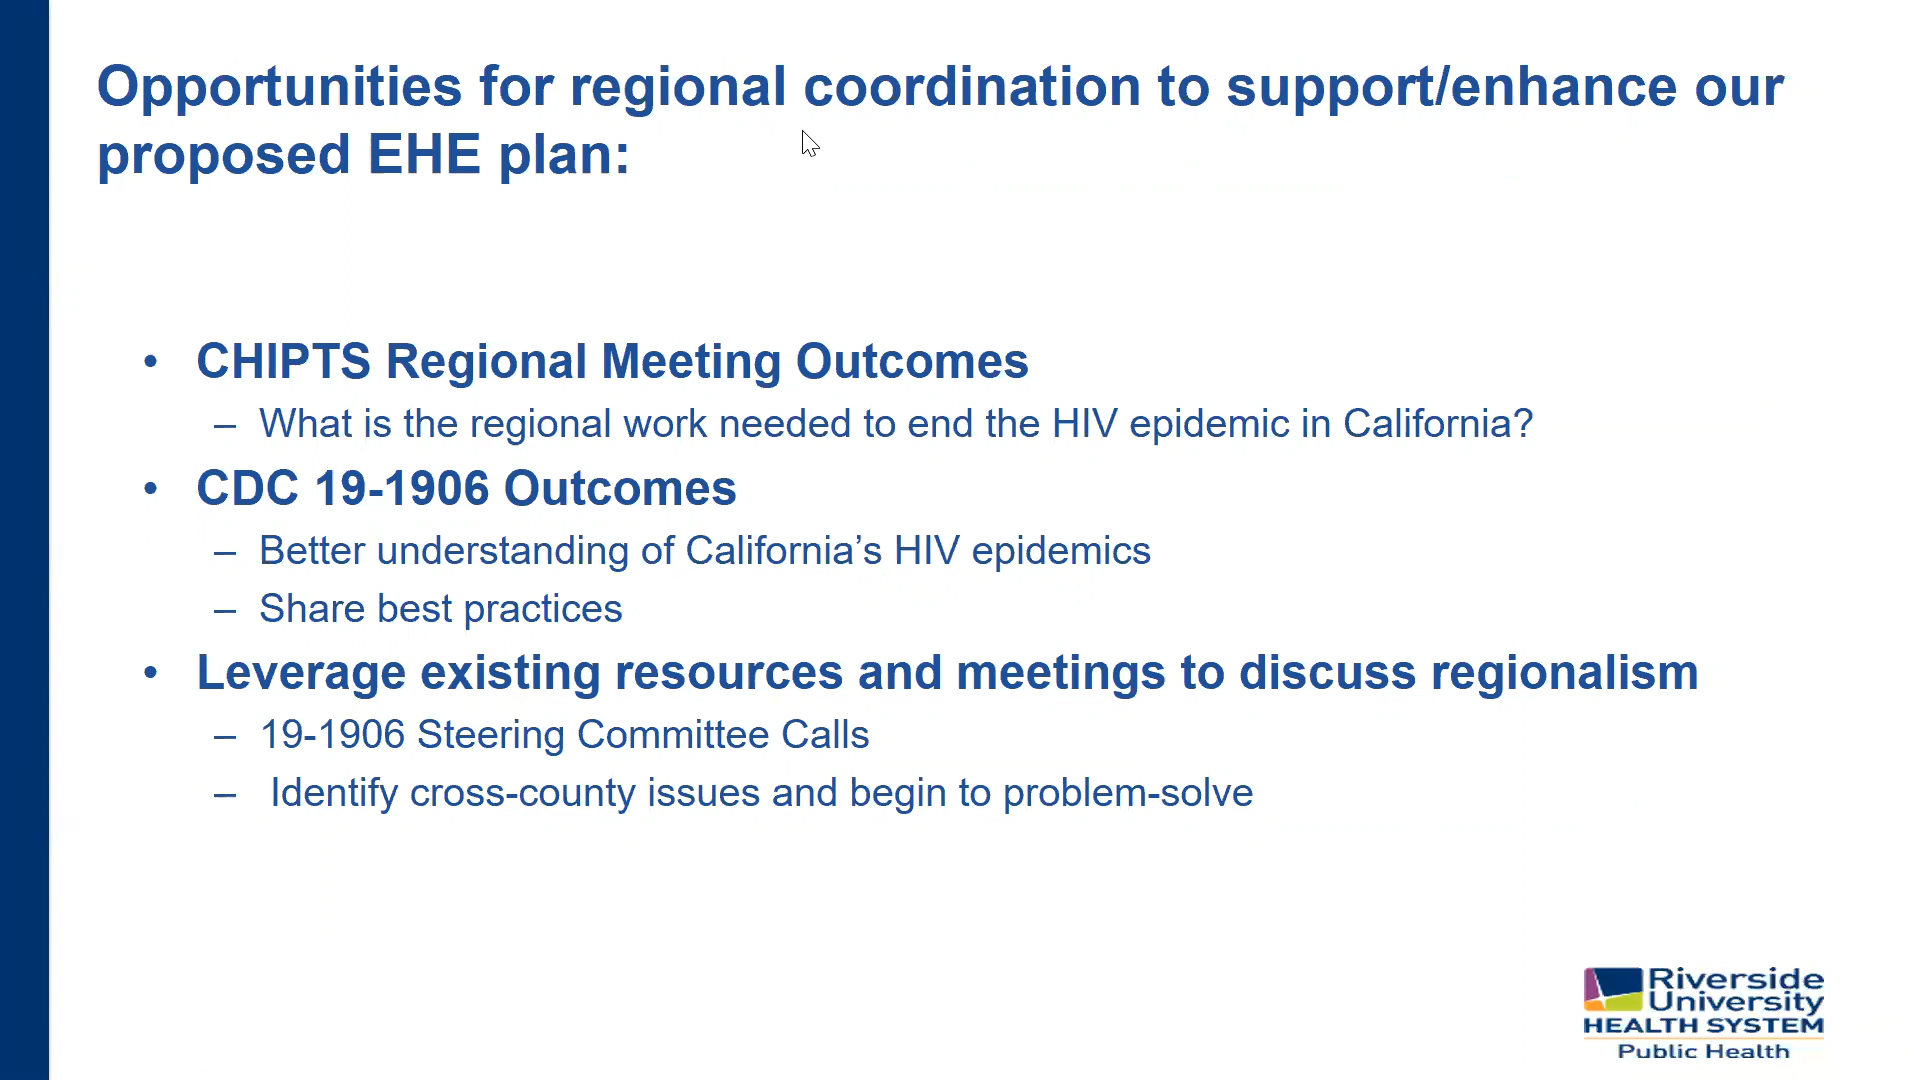 Opportunities for regional coordination to support/enhance our
proposed EHE plan:
• CHIPTS Regional Meeting Outcomes
– What is the regional work needed to end the HIV epidemic in California?
• CDC 19-1906 Outcomes
– Better understanding of California’s HIV epidemics
– Share best practices
• Leverage existing resources and meetings to discuss regionalism
– 19-1906 Steering Committee Calls
– Identify cross-county issues and begin to problem-solve
Riverside
University
HEALTH SYSTEM
Public Health